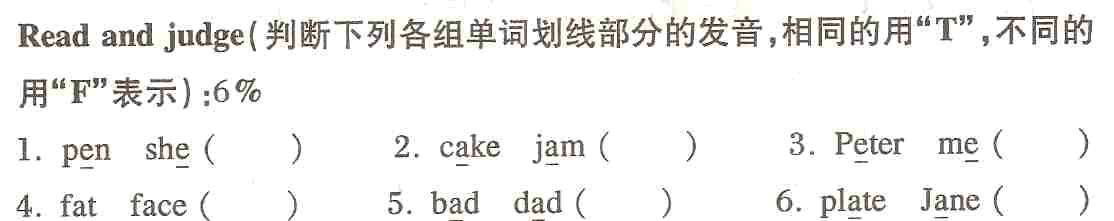 Read and judge(判断下列各组单词划线部分的发音,相同的用“T”,不同的
用“F”表示):6%
1. pen she ( ) 2. cake jam ( ) 3. Peter me ( )
4. fat face ( ) 5. bad dad ( ) 6. plate Jane ( )